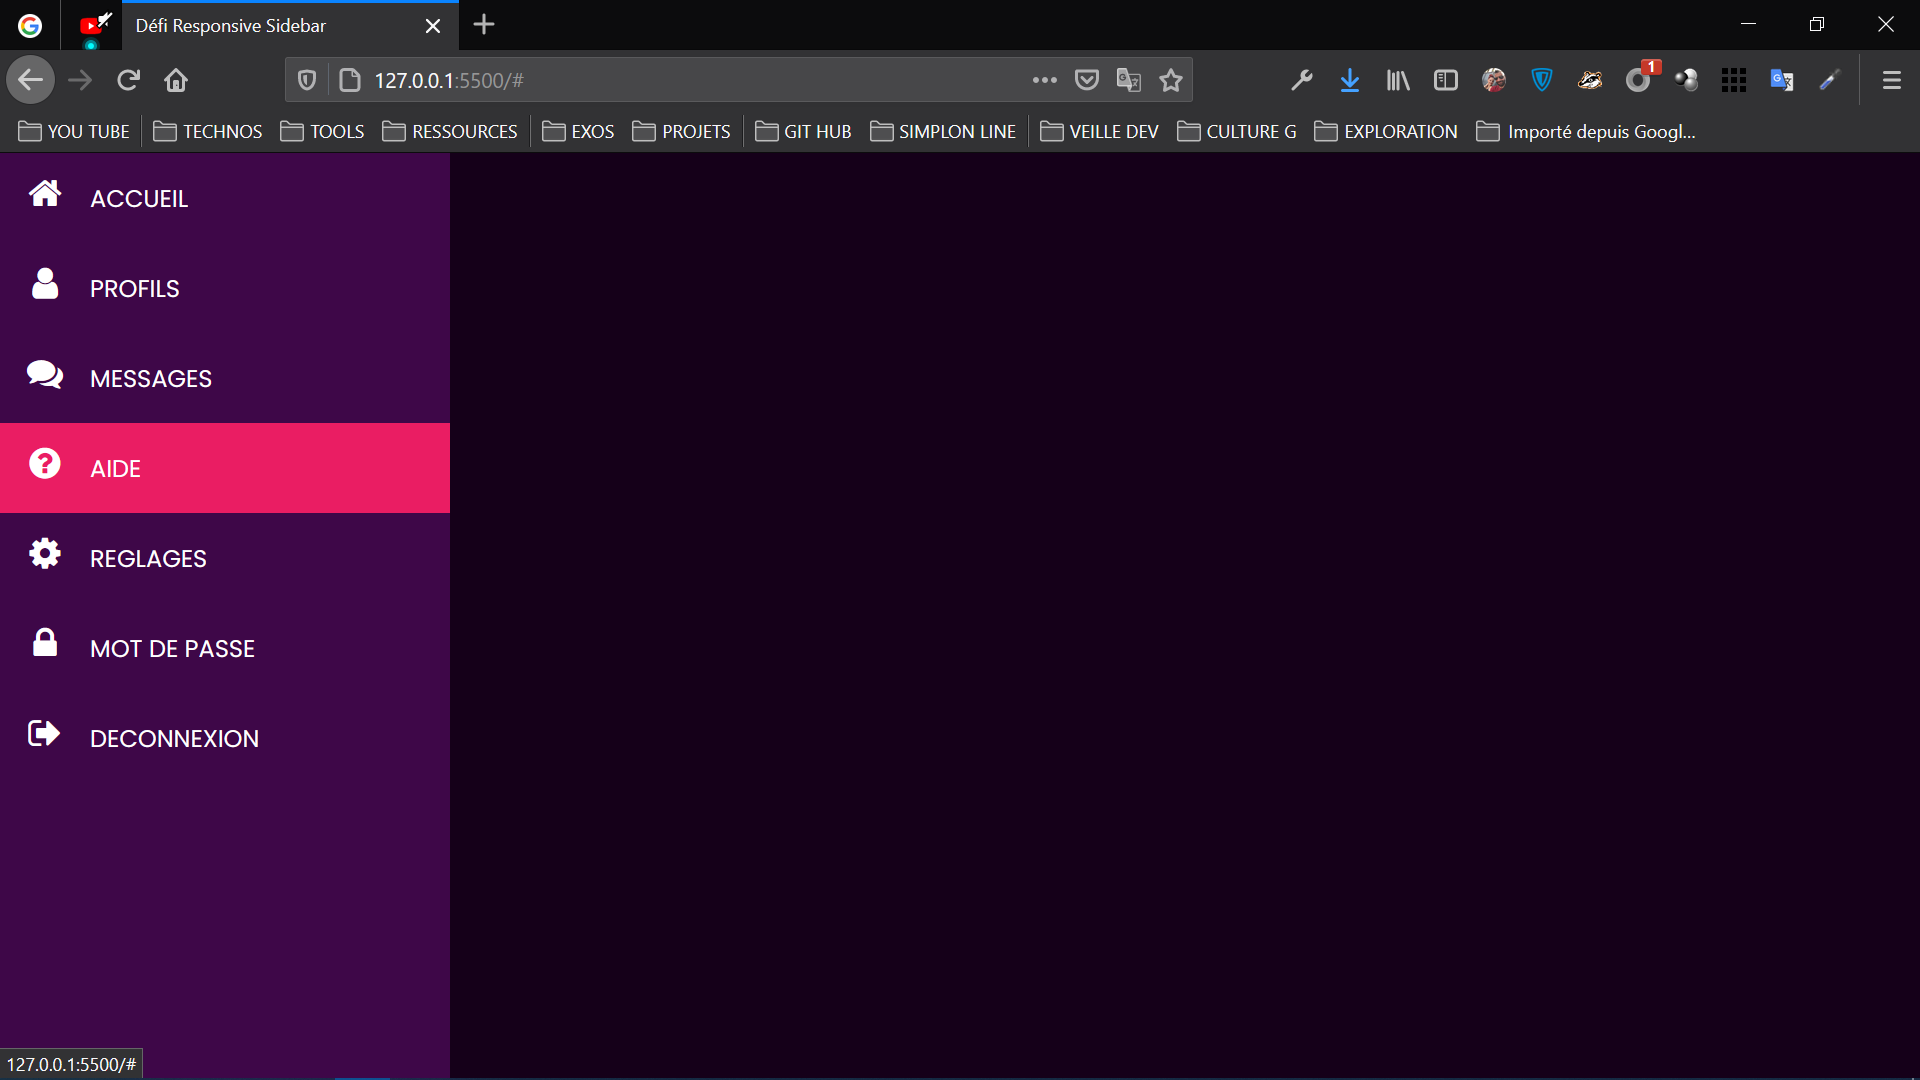 Défi Responsive Sidebar
127.0.0.1:5500/#
1
YOU TUBE TECHNOS TOOLS RESSOURCES EXOS PROJETS GIT HUB SIMPLON LINE VEILLE DEV CULTURE G EXPLORATION Importé depuis Googl...
ACCUEIL
PROFILS
MESSAGES
AIDE
REGLAGES
MOT DE PASSE
DECONNEXION
127.0.0.1:5500/#